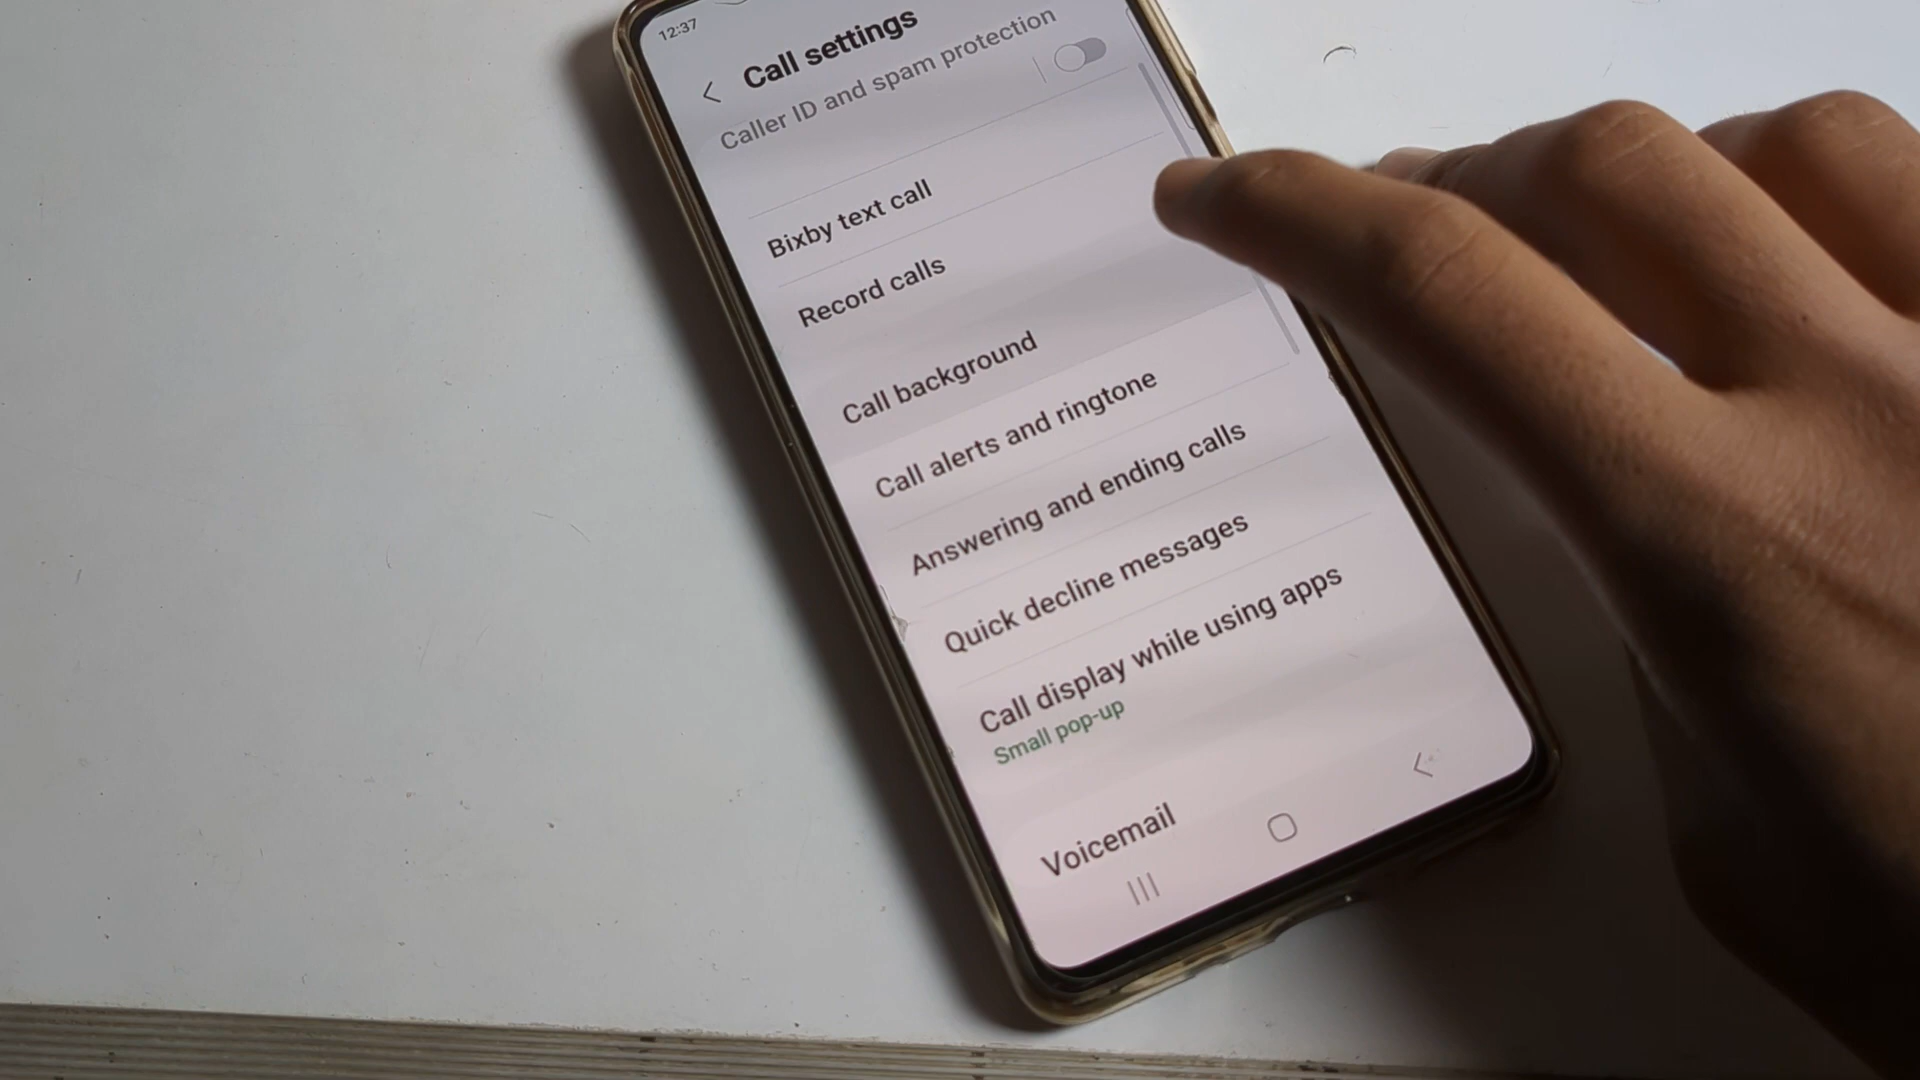 12:37
Call settings
Caller ID and spam protection
Bixby text call
Record calls
Call background
Call alerts and ringtone
Answering and ending calls
Quick decline messages
Call display while using apps
Small pop-up
Voicemail